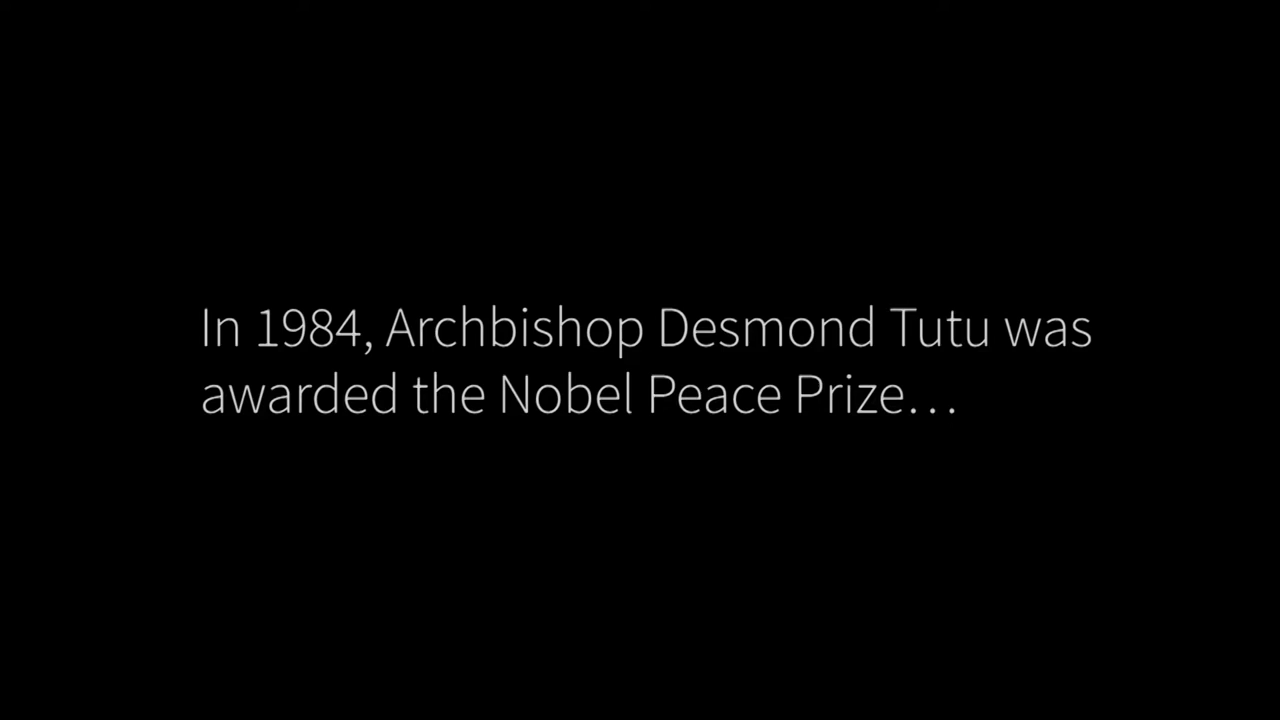 In 1984, Archbishop Desmond Tutu was
awarded the Nobel Peace Prize…